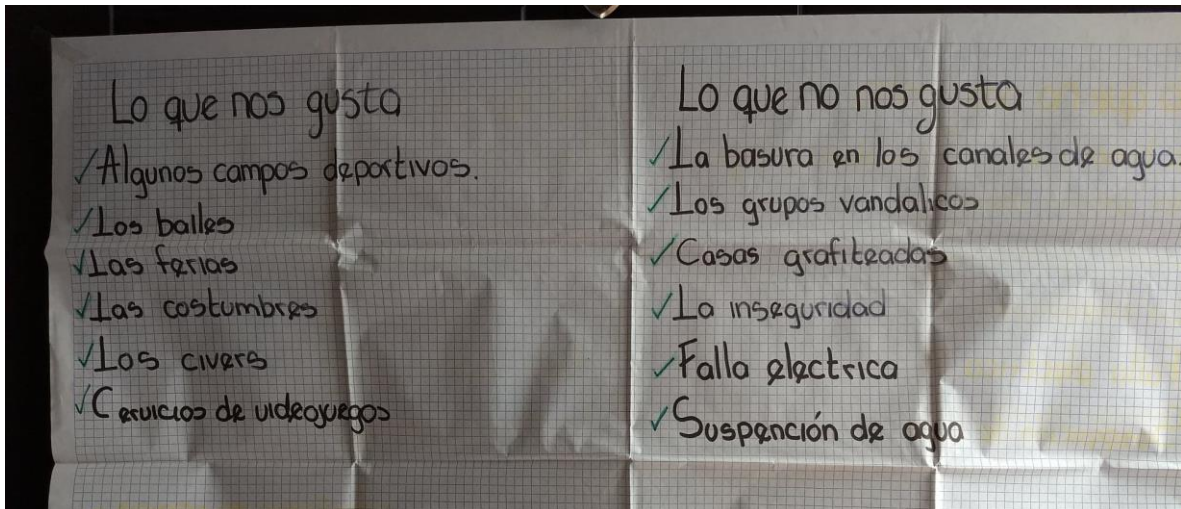 Lo que nos gusta
✓Algunos campos deportivos.
✓Los bailes
✓Las ferias
✓Las costumbres
✓Los civers
✓Cervicios de videojuegos
Lo que no nos gusta
✓La basura en los canales de agua.
✓Los grupos vandalicos
✓Casas grafiteadas
✓La inseguridad
✓Falla electrica
✓Suspención de agua